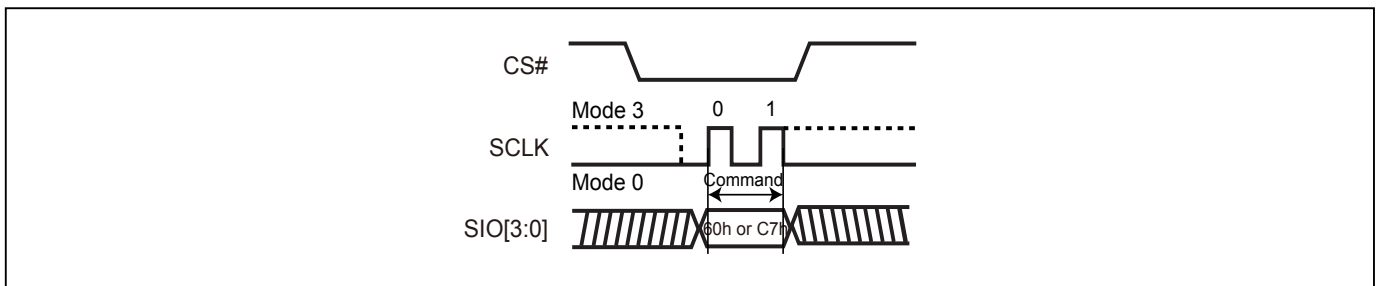 CS#
Mode 3 0 1
SCLK
Mode 0 Command
SIO[3:0] 60h or C7h